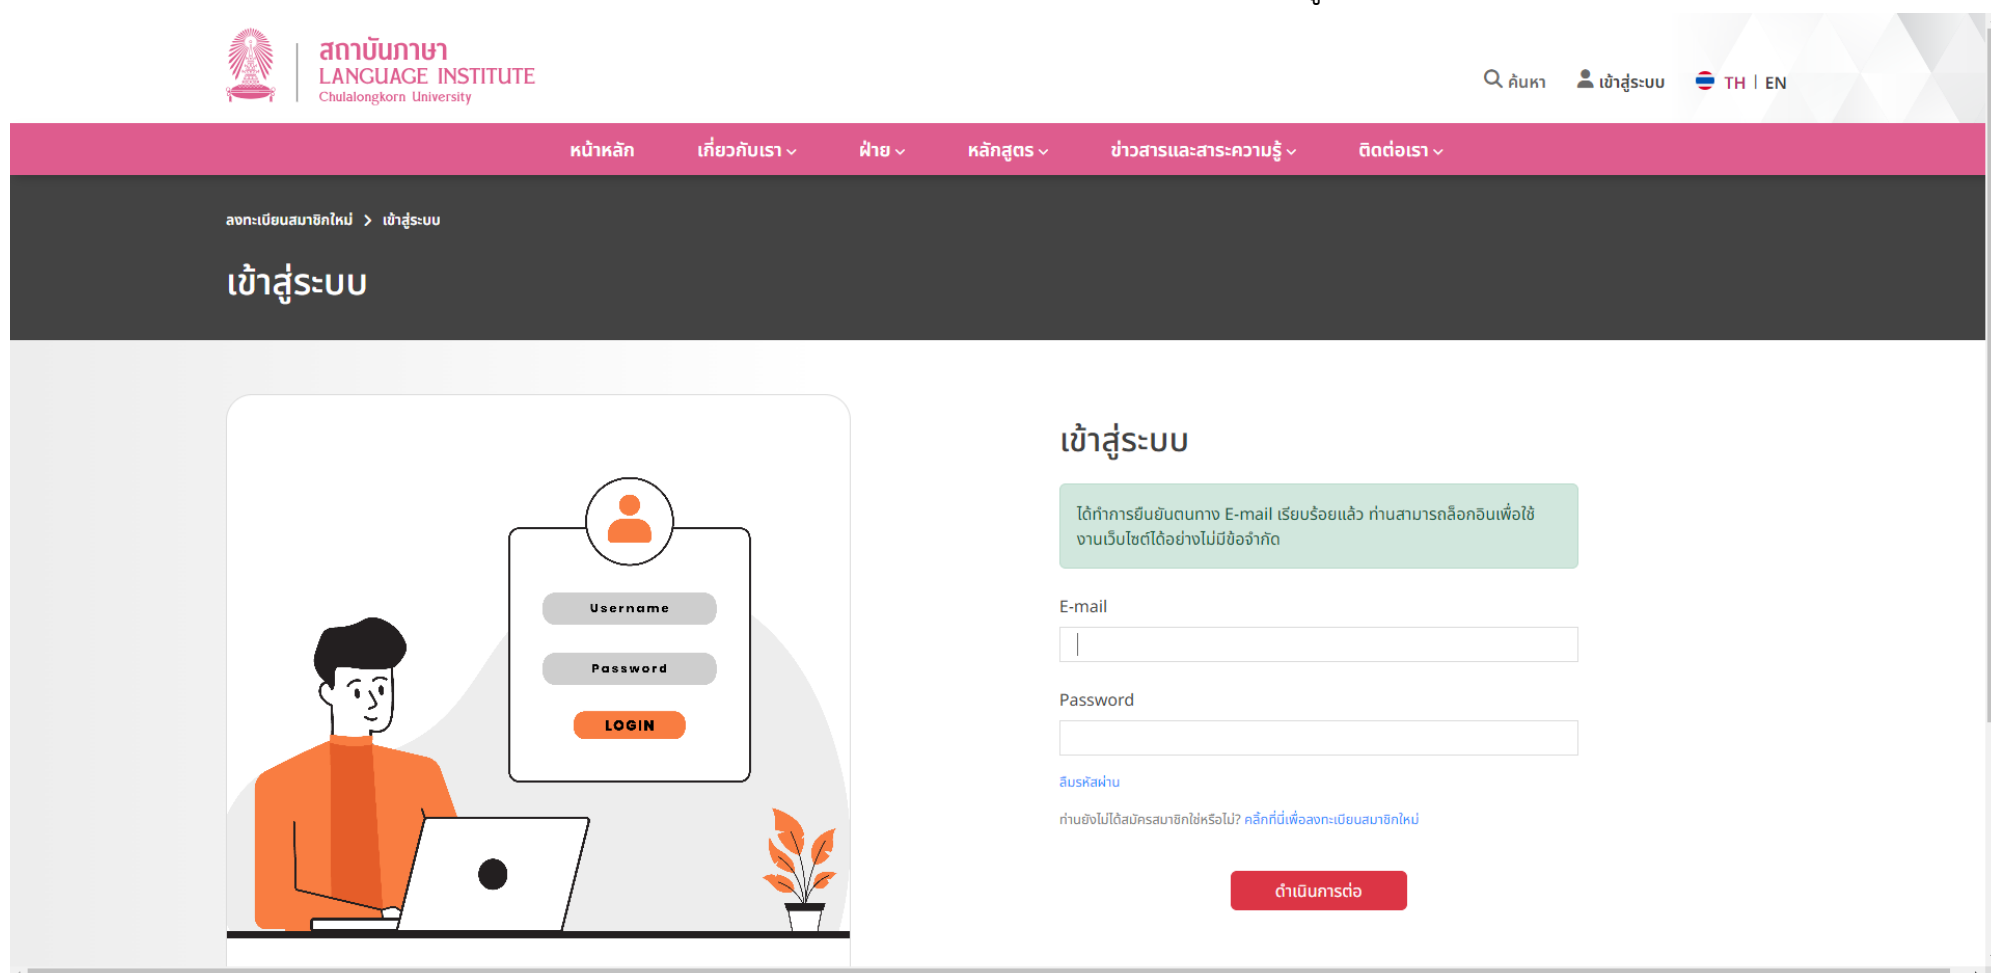 สถาบันภาษา
LANGUAGE INSTITUTE
Chulalongkorn University
ค้นหา เข้าสู่ระบบ TH | EN
หน้าหลัก เกี่ยวกับเรา ฝ่าย หลักสูตร ข่าวสารและสาระความรู้ ติดต่อเรา
ลงทะเบียนสมาชิกใหม่ > เข้าสู่ระบบ
เข้าสู่ระบบ
Username
Password
LOGIN
เข้าสู่ระบบ
ได้ทำการยืนยันตนทาง E-mail เรียบร้อยแล้ว ท่านสามารถล็อกอินเพื่อใช้
งานเว็บไซต์ได้อย่างไม่มีข้อจำกัด
E-mail
Password
ลืมรหัสผ่าน
ท่านยังไม่ได้สมัครสมาชิกใช่หรือไม่? คลิ๊กที่นี่เพื่อลงทะเบียนสมาชิกใหม่
ดำเนินการต่อ